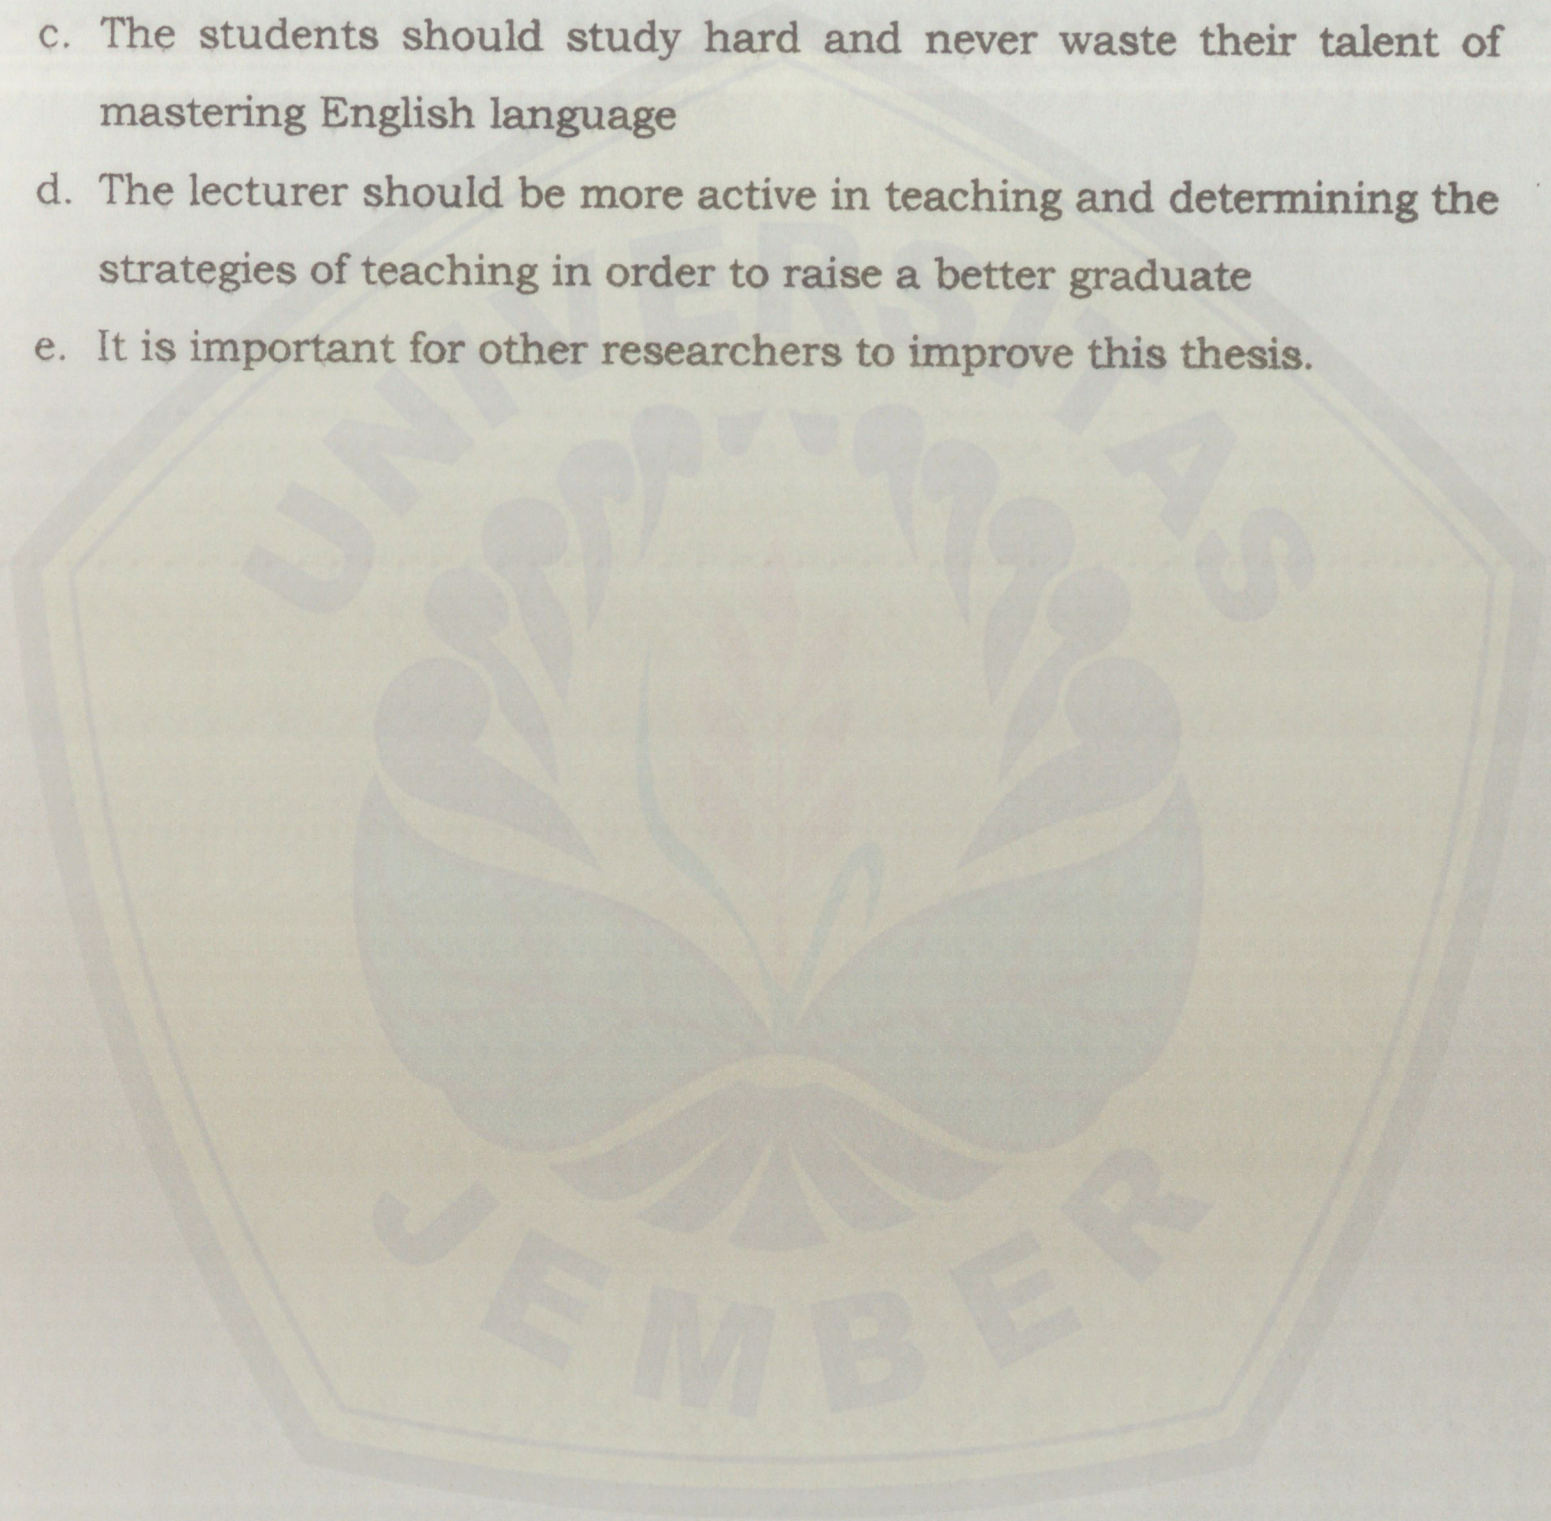 c. The students should study hard and never waste their talent of
mastering English language
d. The lecturer should be more active in teaching and determining the
strategies of teaching in order to raise a better graduate
e. It is important for other researchers to improve this thesis.
UNIVERSITAS
JEMBER